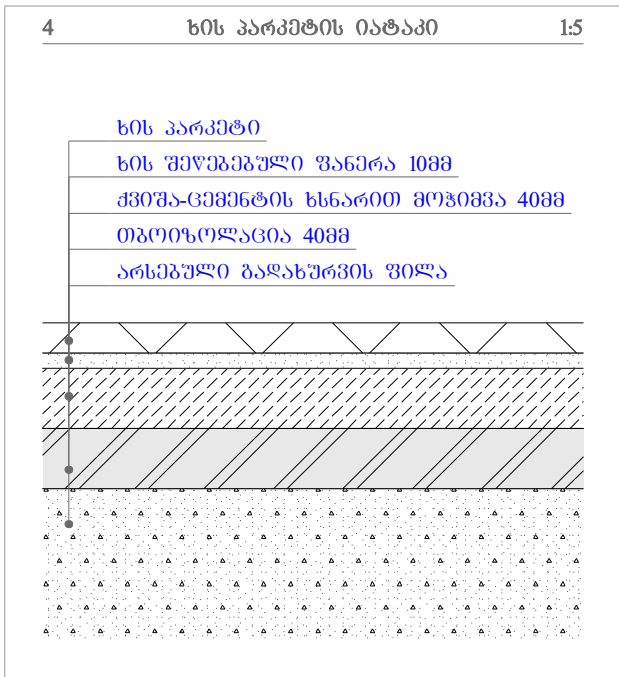 4 ხის პარკეტის იატაკი 1:5
ხის პარკეტი
ხის შეწებებული ფანერა 10მმ
ქვიშა-ცემენტის ხსნარით მოჭიმვა 40მმ
თბოიზოლაცია 40მმ
არსებული გადახურვის ფილა